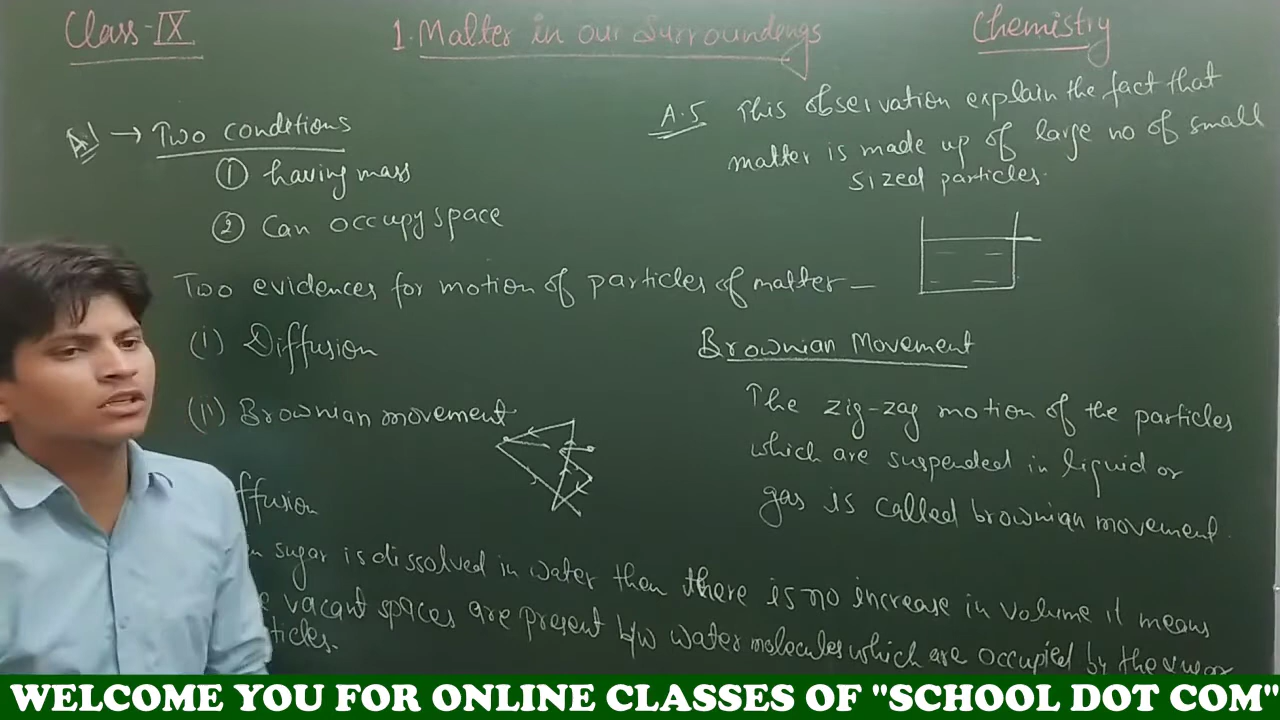 Class-IX
1. Matter in our Surroundings
Chemistry
A.1 → Two conditions
① having mass
② Can occupy space
Two evidences for motion of particles of matter —
(i) Diffusion
(ii) Brownian movement
ffusion
sugar is dissolved in water then there is no increase in volume it means
vacant spaces are present b/w water molecules which are occupied by the
ticles.
A.5 This observation explain the fact that
matter is made up of large no of small
sized particles.
Brownian Movement
The zig-zag motion of the particles
which are suspended in liquid or
gas is called brownian movement.
WELCOME YOU FOR ONLINE CLASSES OF "SCHOOL DOT COM"